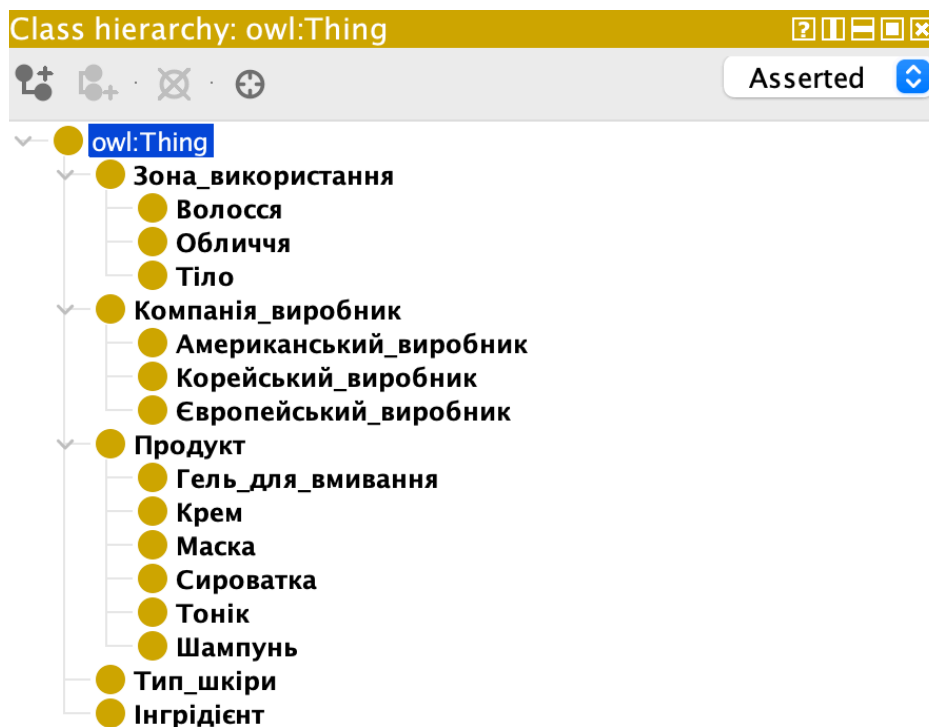 Class hierarchy: owl:Thing
Asserted
owl:Thing
Зона_використання
Волосся
Обличчя
Тіло
Компанія_виробник
Американський_виробник
Корейський_виробник
Європейський_виробник
Продукт
Гель_для_вмивання
Крем
Маска
Сироватка
Тонік
Шампунь
Тип_шкіри
Інгрідієнт